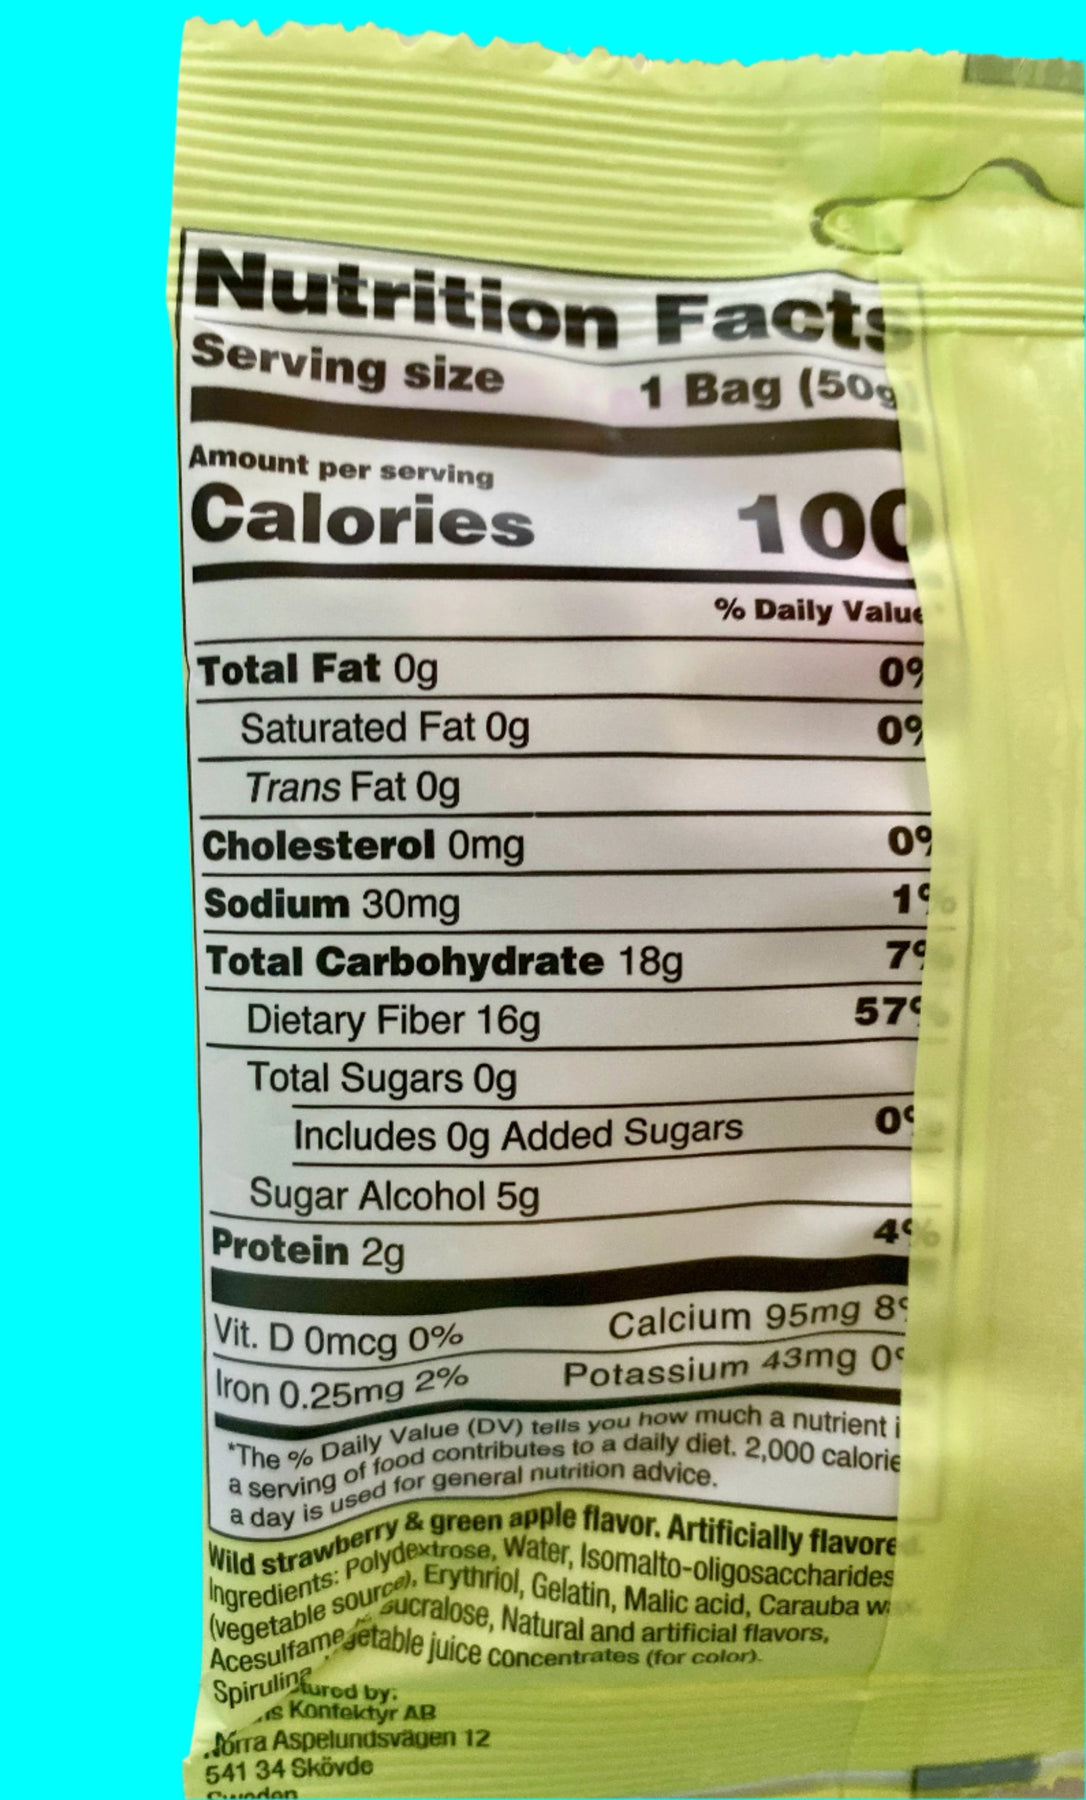 Nutrition Facts
Serving size 1 Bag (50g
Amount per serving
Calories 100
% Daily Value
Total Fat 0g 0%
Saturated Fat 0g 0%
Trans Fat 0g
Cholesterol 0mg 0%
Sodium 30mg 1%
Total Carbohydrate 18g 7%
Dietary Fiber 16g 57%
Total Sugars 0g
Includes 0g Added Sugars 0%
Sugar Alcohol 5g
Protein 2g 4%
Vit. D 0mcg 0% Calcium 95mg 8%
Iron 0.25mg 2% Potassium 43mg 0%
*The % Daily Value (DV) tells you how much a nutrient
a serving of food contributes to a daily diet. 2,000 calorie
a day is used for general nutrition advice.
Wild strawberry & green apple flavor. Artificially flavore
Ingredients: Polydextrose, Water, Isomalto-oligosaccharides
(vegetable source), Erythriol, Gelatin, Malic acid, Carauba
sucralose, Natural and artificial flavors,
juice concentrates (for color).
by:
Konfektyr AB
Norra Aspelundsvägen 12
541 34 Skövde
Sweden